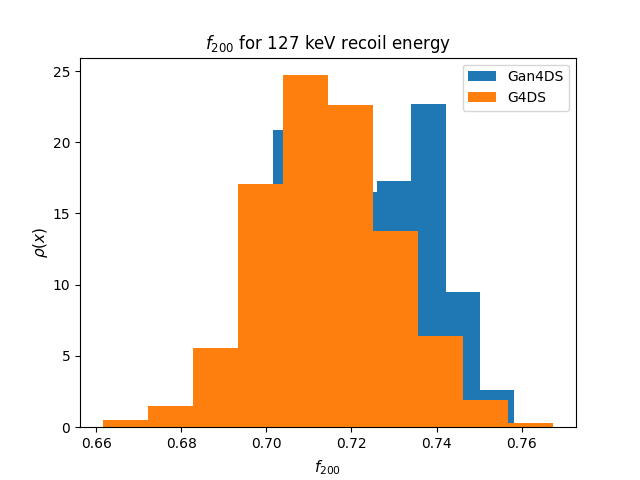 f₂₀₀ for 127 keV recoil energy
Gan4DS
G4DS
ρ(x)
25
20
15
10
5
0
0.66 0.68 0.70 0.72 0.74 0.76
f₂₀₀